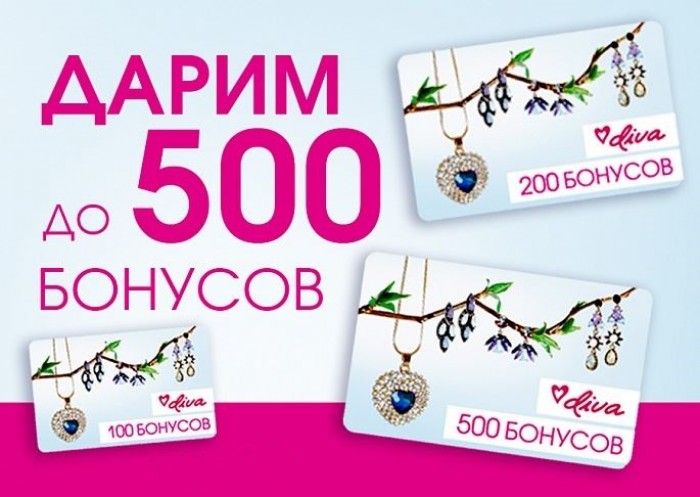 ДАРИМ
ДО 500
БОНУСОВ
diva
200 БОНУСОВ
diva
500 БОНУСОВ
diva
100 БОНУСОВ